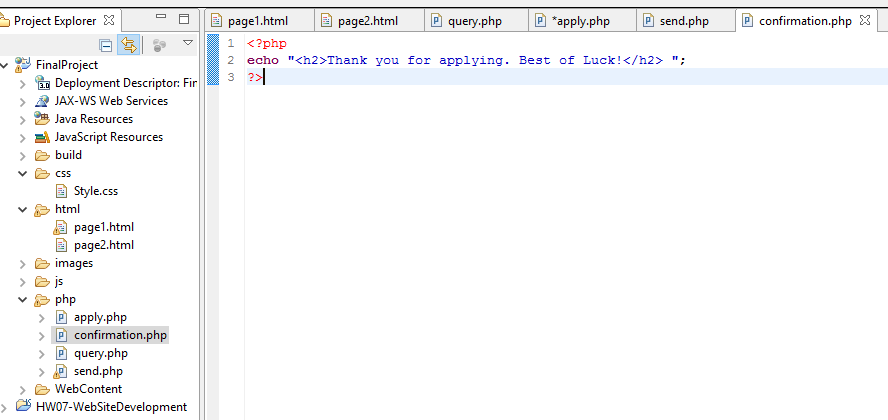 Project Explorer
page1.html
page2.html
query.php
*apply.php
send.php
confirmation.php
FinalProject
Deployment Descriptor: Fin
JAX-WS Web Services
Java Resources
JavaScript Resources
build
css
Style.css
html
page1.html
page2.html
images
js
php
apply.php
confirmation.php
query.php
send.php
WebContent
HW07-WebSiteDevelopment
1 <?php
2 echo "<h2>Thank you for applying. Best of Luck!</h2> ";
3 ?>